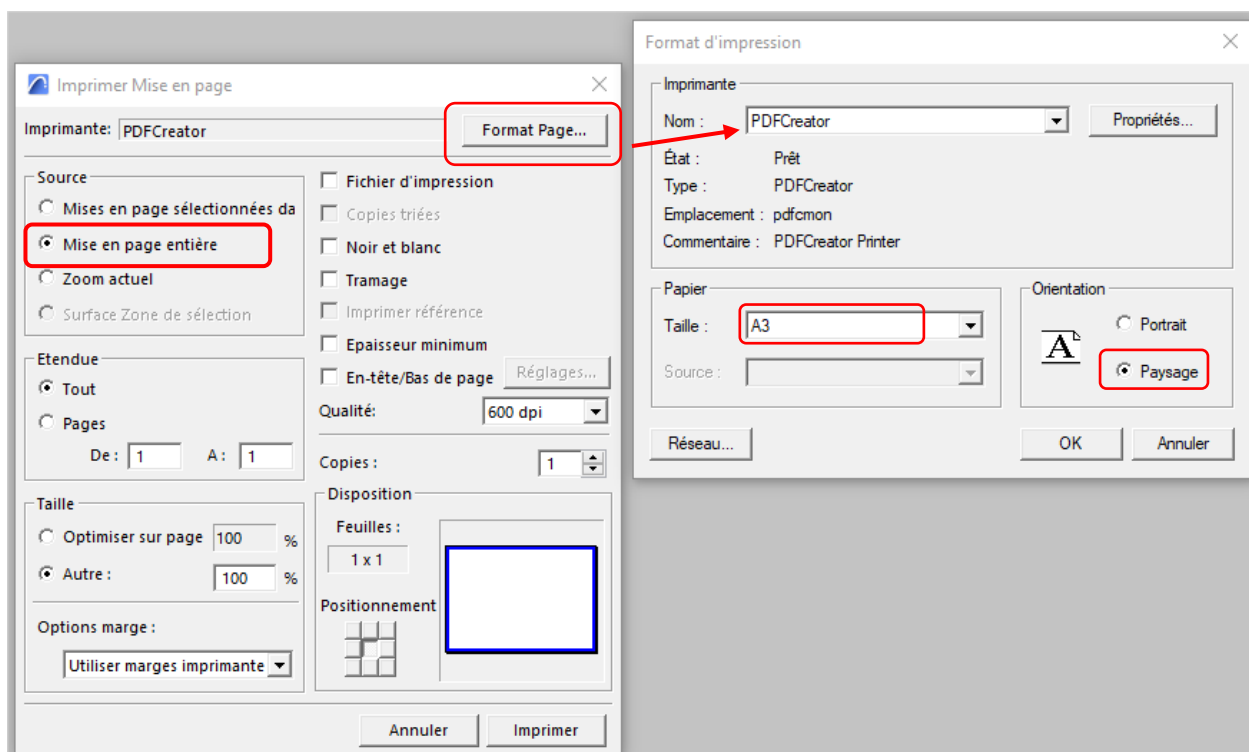 Imprimer Mise en page
Imprimante: PDFCreator
Format Page...
Source
Mises en page sélectionnées da
Mise en page entière
Zoom actuel
Surface Zone de sélection
Etendue
Tout
Pages
De : 1 A : 1
Taille
Optimiser sur page 100 %
Autre : 100 %
Options marge :
Utiliser marges imprimante
Fichier d'impression
Copies triées
Noir et blanc
Tramage
Imprimer référence
Epaisseur minimum
En-tête/Bas de page Réglages...
Qualité: 600 dpi
Copies : 1
Disposition
Feuilles :
1 x 1
Positionnement
Annuler Imprimer
Format d'impression
Imprimante
Nom : PDFCreator Propriétés...
État : Prêt
Type : PDFCreator
Emplacement : pdfcmon
Commentaire : PDFCreator Printer
Papier
Taille : A3
Source :
Orientation
A
Portrait
Paysage
Réseau... OK Annuler